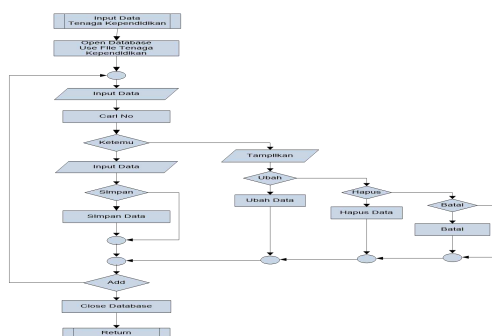 Input Data
Tenaga Kependidikan
Open Database
Use File Tenaga
Kependidikan
Input Data
Cari No
Ketemu
Input Data
Simpan
Simpan Data
Add
Close Database
Return
Tampilkan
Ubah
Ubah Data
Hapus
Hapus Data
Batal
Batal